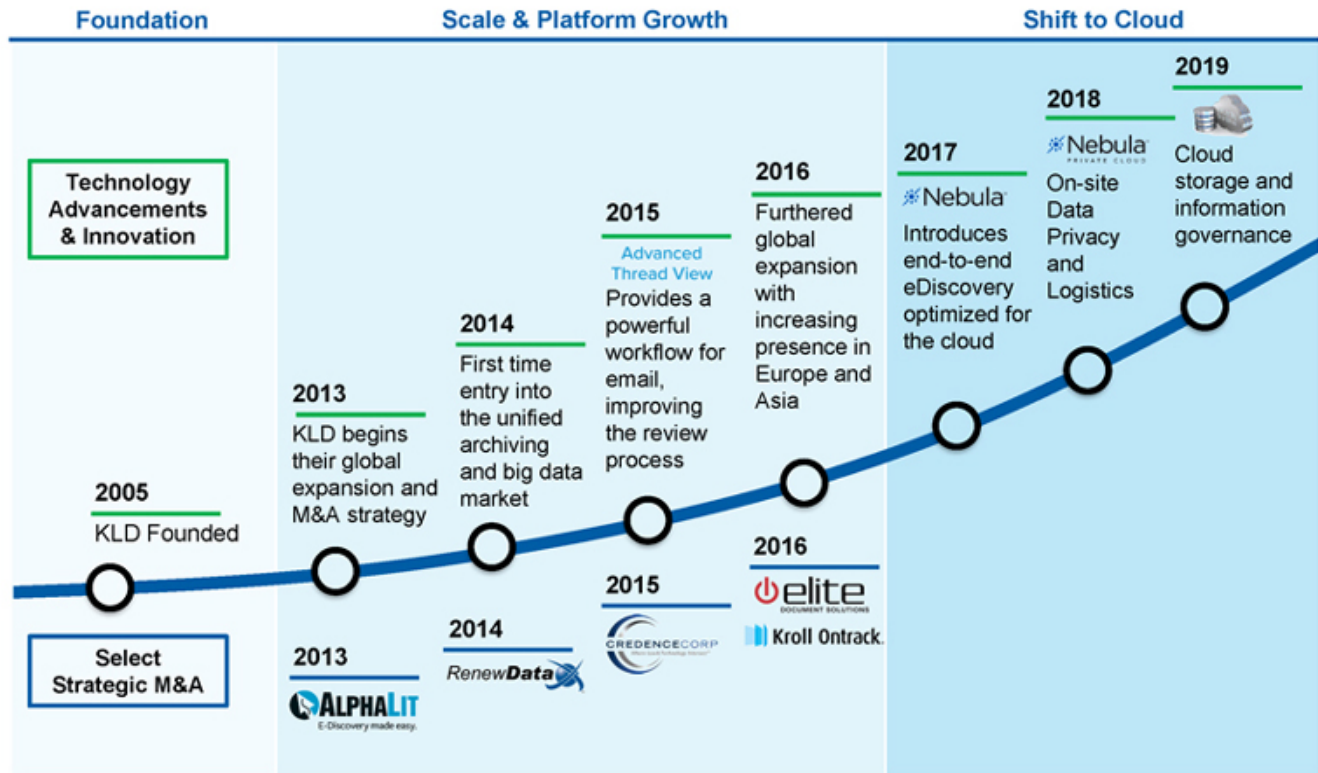 Foundation
Scale & Platform Growth
Shift to Cloud
Technology
Advancements
& Innovation
2005
KLD Founded
2013
KLD begins
their global
expansion and
M&A strategy
2014
First time
entry into
the unified
archiving
and big data
market
2015
Advanced
Thread View
Provides a
powerful
workflow for
email,
improving
the review
process
2016
Furthered
global
expansion
with
increasing
presence in
Europe and
Asia
2017
Nebula
Introduces
end-to-end
eDiscovery
optimized for
the cloud
2018
Nebula
PRIVATE CLOUD
On-site
Data
Privacy
and
Logistics
2019
Cloud
storage and
information
governance
Select
Strategic M&A
2013
ALPHALIT
E-Discovery made easy.
2014
RenewData
2015
CREDENCECORP
2016
elite
DOCUMENT SOLUTIONS
Kroll Ontrack.